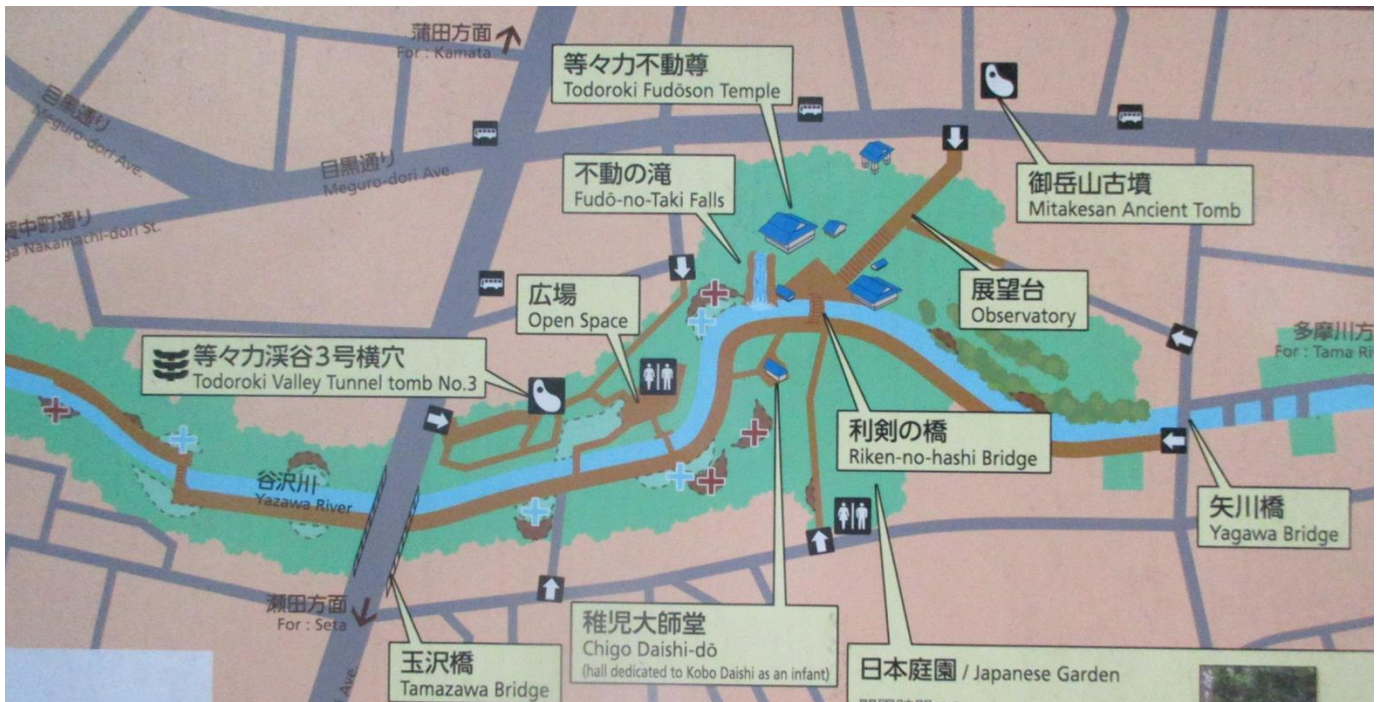 蒲田方面
For : Kamata
等々力不動尊
Todoroki Fudōson Temple
目黒通り
Meguro-dori Ave.
目黒通り
Meguro-dori Ave.
不動の滝
Fudō-no-Taki Falls
御岳山古墳
Mitakesan Ancient Tomb
中町通り
Nakamachi-dori St.
広場
Open Space
展望台
Observatory
多摩川方
For : Tama
等々力渓谷3号横穴
Todoroki Valley Tunnel tomb No.3
利剣の橋
Riken-no-hashi Bridge
谷沢川
Yazawa River
矢川橋
Yagawa Bridge
瀬田方面
For : Seta
稚児大師堂
Chigo Daishi-dō
(hall dedicated to Kobo Daishi as an infant)
玉沢橋
Tamazawa Bridge
Ave.
日本庭園 / Japanese Garden